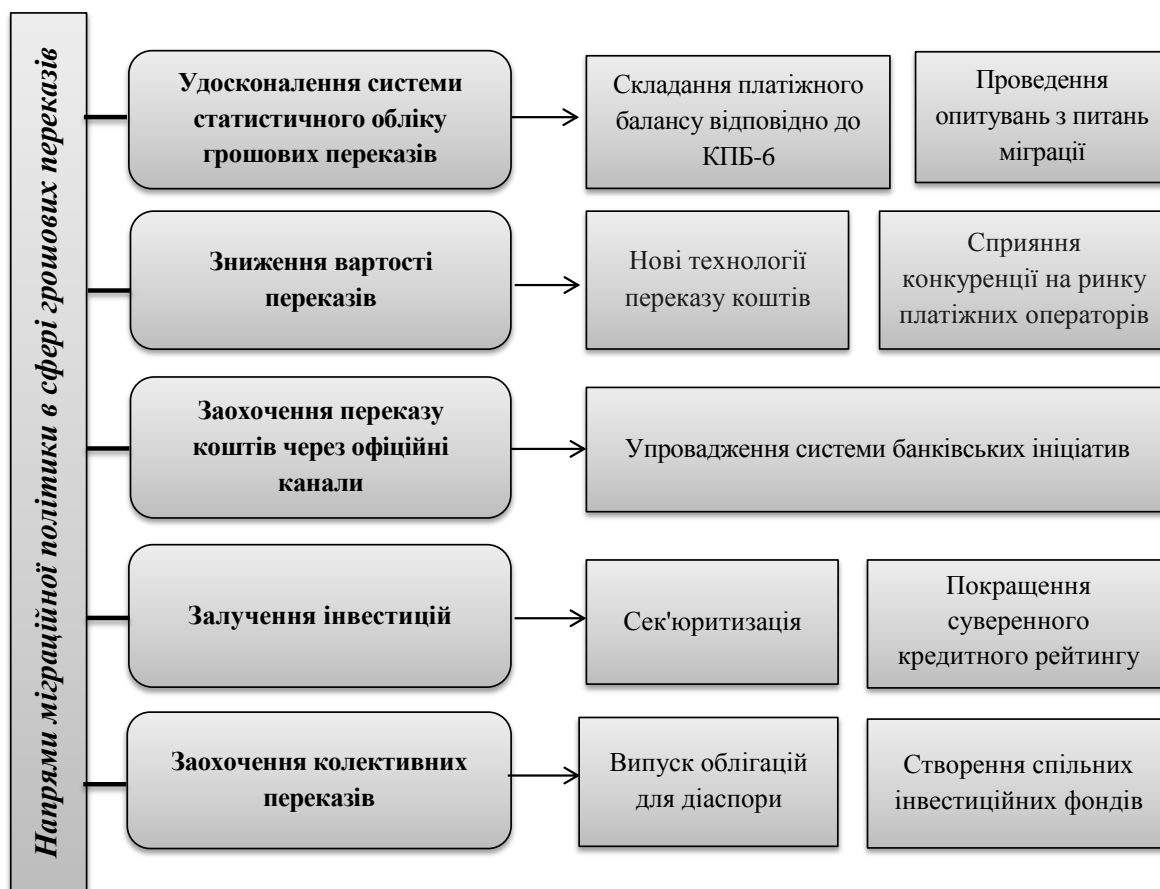 Напрями міграційної політики в сфері грошових переказів
Удосконалення системи
статистичного обліку
грошових переказів
Складання платіжного
балансу відповідно до
КПБ-6
Проведення
опитувань з питань
міграції
Зниження вартості
переказів
Нові технології
переказу коштів
Сприяння
конкуренції на ринку
платіжних операторів
Заохочення переказу
коштів через офіційні
канали
Упровадження системи банківських ініціатив
Залучення інвестицій
Сек'юритизація
Покращення
суверенного
кредитного рейтингу
Заохочення колективних
переказів
Випуск облігацій
для діаспори
Створення спільних
інвестиційних фондів